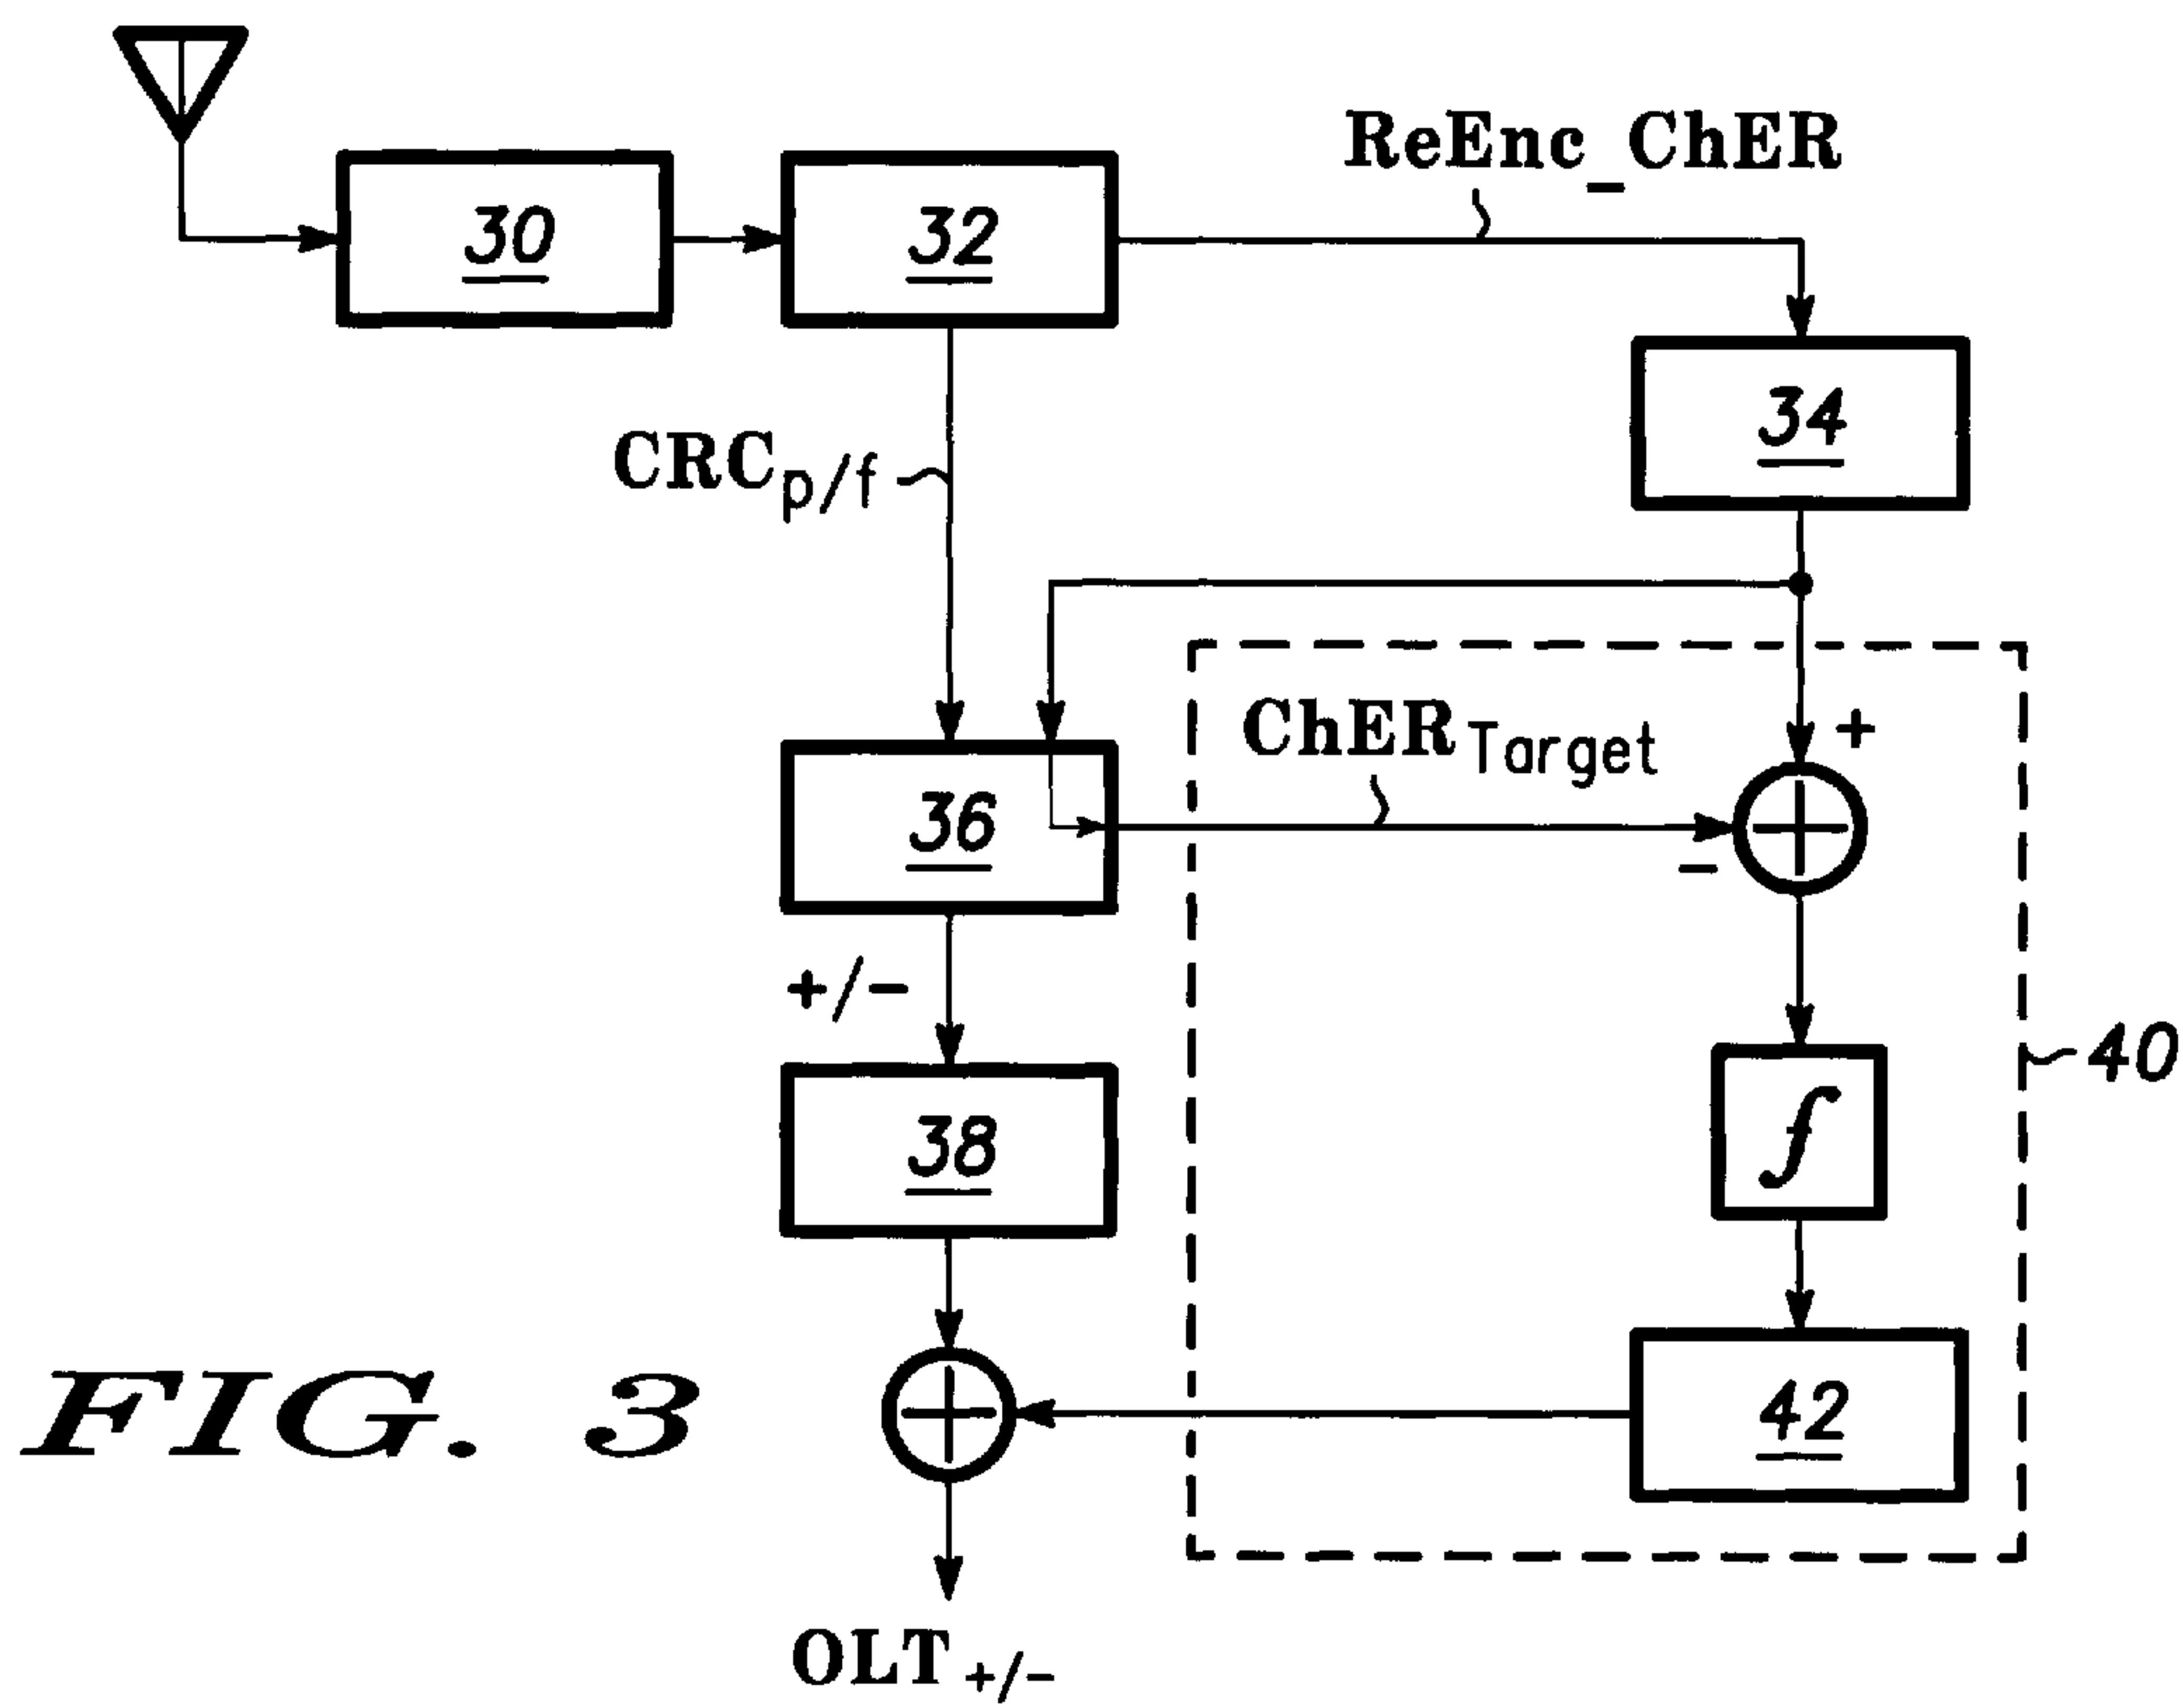 ReEnc_ChER
30
32
34
CRCp/f
ChERTarget
+
36
−
+/−
40
38
∫
42
FIG. 3
OLT+/−